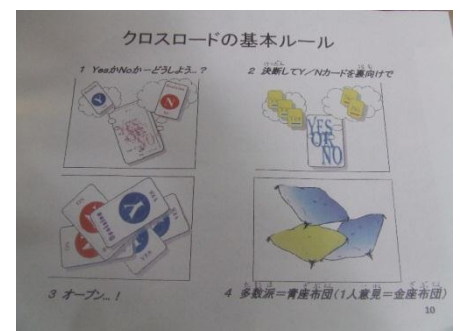 クロスロードの基本ルール
1 YesかNoか―どうしよう…？
2 決断してY／Nカードを裏向けで
YES
OR
NO
3 オープン…！
4 多数派＝青座布団（1人意見＝金座布団）
10